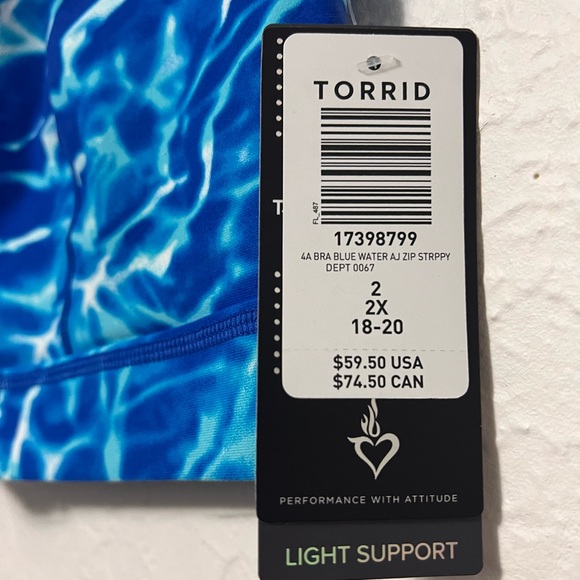 TORRID
FL_487
17398799
4A BRA BLUE WATER AJ ZIP STRPPY
DEPT 0067
2
2X
18-20
$59.50 USA
$74.50 CAN
PERFORMANCE WITH ATTITUDE
LIGHT SUPPORT